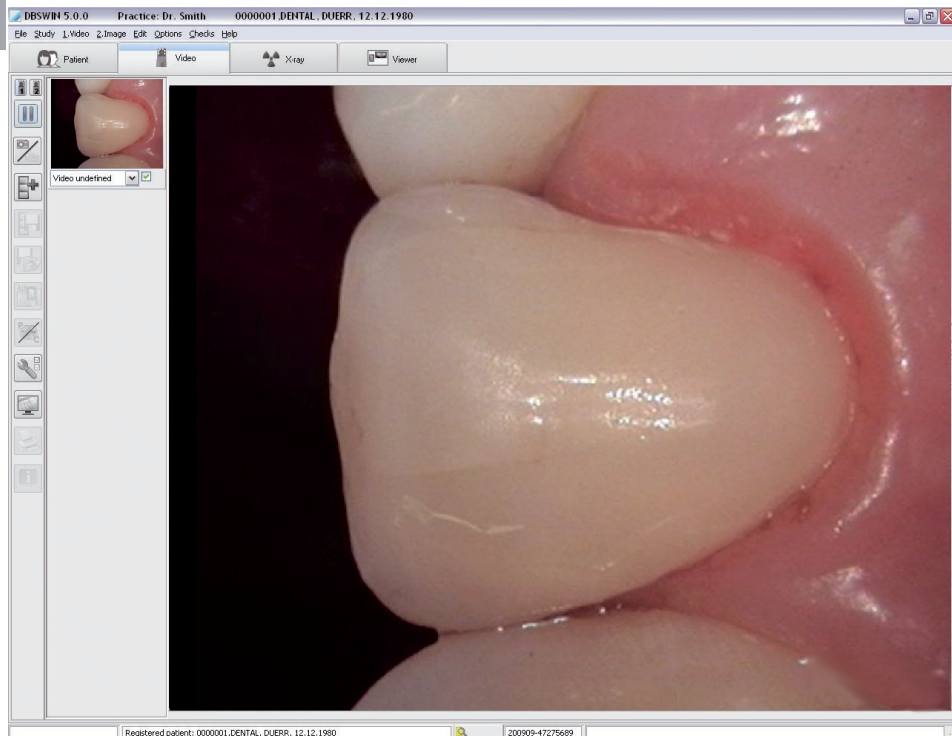 DBSWIN 5.0.0 Practice: Dr. Smith 0000001,DENTAL, DUERR, 12.12.1980
File Study 1.Video 2.Image Edit Options Checks Help
Patient Video X-ray Viewer
1 2
Video undefined
Registered patient: 0000001,DENTAL, DUERR, 12.12.1980 200909-47275689